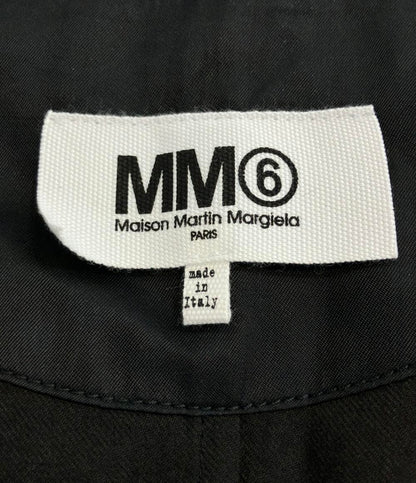 MM⑥
Maison Martin Margiela
PARIS
made
in
Italy